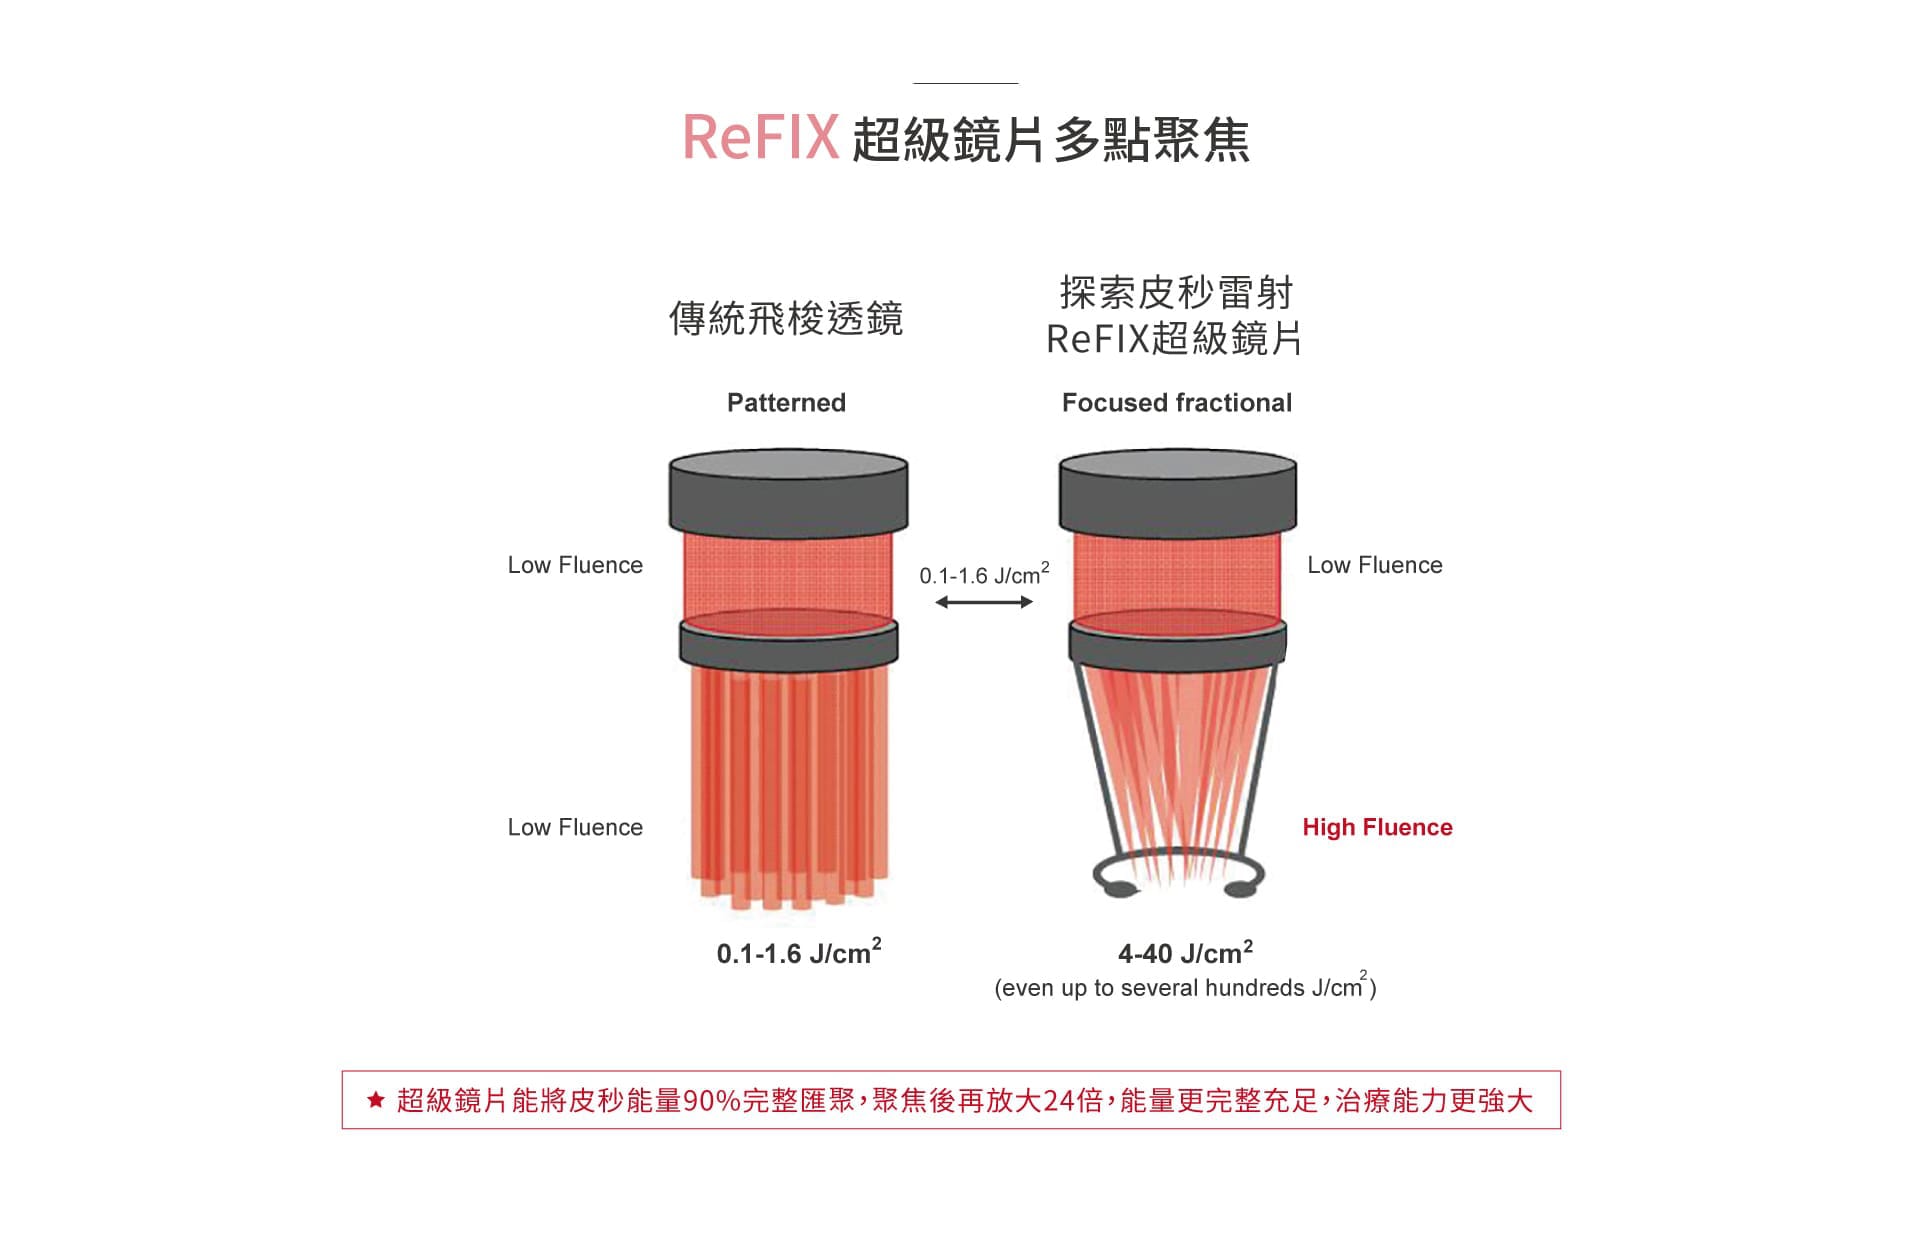 ReFIX 超級鏡片多點聚焦
傳統飛梭透鏡
探索皮秒雷射
ReFIX超級鏡片
Patterned
Focused fractional
Low Fluence
0.1-1.6 J/cm²
Low Fluence
Low Fluence
High Fluence
0.1-1.6 J/cm²
4-40 J/cm²
(even up to several hundreds J/cm²)
★ 超級鏡片能將皮秒能量90%完整匯聚，聚焦後再放大24倍，能量更完整充足，治療能力更強大